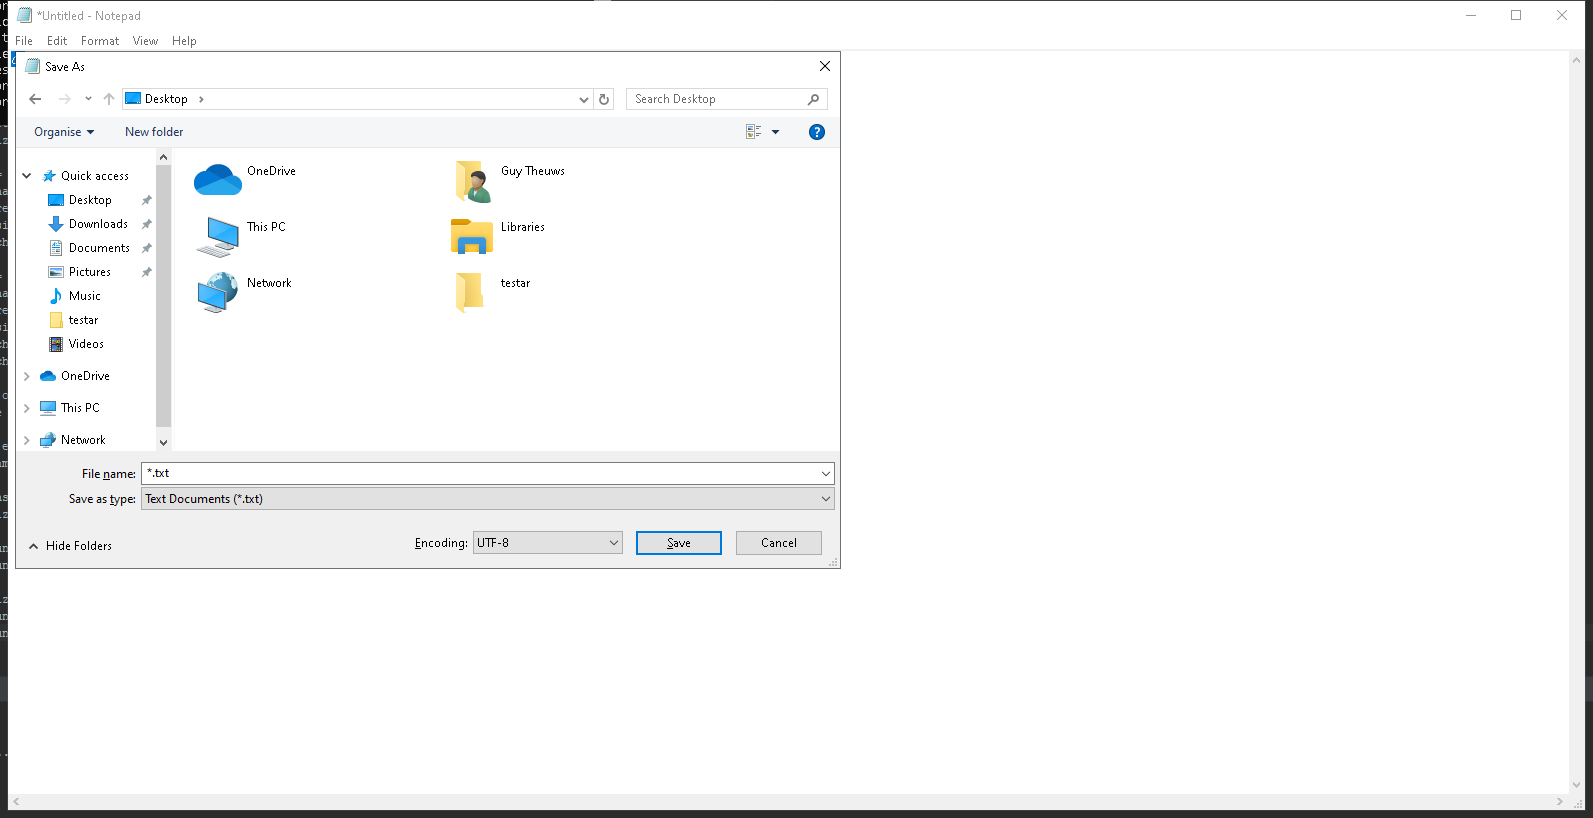 *Untitled - Notepad
File Edit Format View Help
Save As
Desktop
Search Desktop
Organise New folder
Quick access
Desktop
Downloads
Documents
Pictures
Music
testar
Videos
OneDrive
This PC
Network
OneDrive Guy Theuws
This PC Libraries
Network testar
File name: *.txt
Save as type: Text Documents (*.txt)
Hide Folders Encoding: UTF-8 Save Cancel